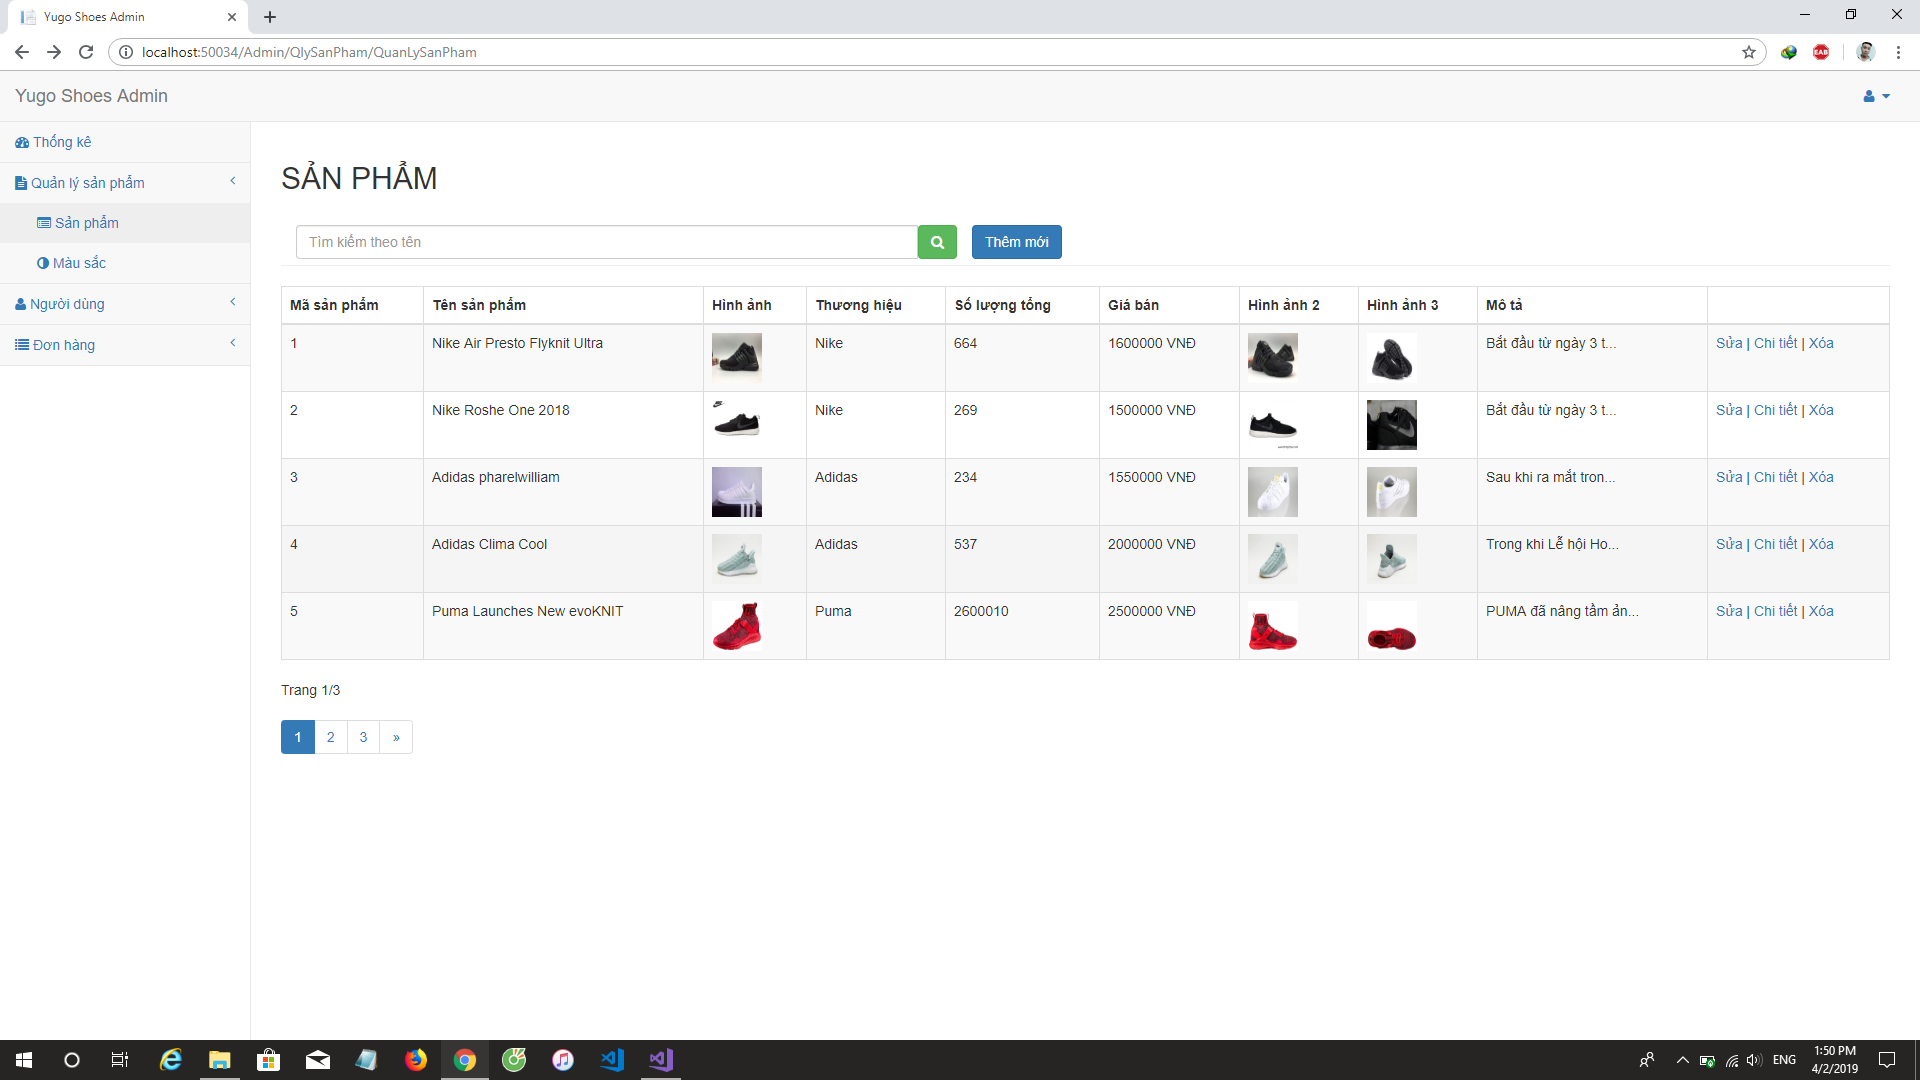 Yugo Shoes Admin
localhost:50034/Admin/QlySanPham/QuanLySanPham
EAB
Yugo Shoes Admin
Thống kê
Quản lý sản phẩm
Sản phẩm
Màu sắc
Người dùng
Đơn hàng
SẢN PHẨM
Tìm kiếm theo tên
Thêm mới
Mã sản phẩm Tên sản phẩm Hình ảnh Thương hiệu Số lượng tổng Giá bán Hình ảnh 2 Hình ảnh 3 Mô tả
1 Nike Air Presto Flyknit Ultra Nike 664 1600000 VNĐ Bắt đầu từ ngày 3 t... Sửa | Chi tiết | Xóa
2 Nike Roshe One 2018 Nike 269 1500000 VNĐ Bắt đầu từ ngày 3 t... Sửa | Chi tiết | Xóa
3 Adidas pharelwilliam Adidas 234 1550000 VNĐ Sau khi ra mắt tron... Sửa | Chi tiết | Xóa
4 Adidas Clima Cool Adidas 537 2000000 VNĐ Trong khi Lễ hội Ho... Sửa | Chi tiết | Xóa
5 Puma Launches New evoKNIT Puma 2600010 2500000 VNĐ PUMA đã nâng tầm ản... Sửa | Chi tiết | Xóa
Trang 1/3
1 2 3 »
ENG
1:50 PM
4/2/2019